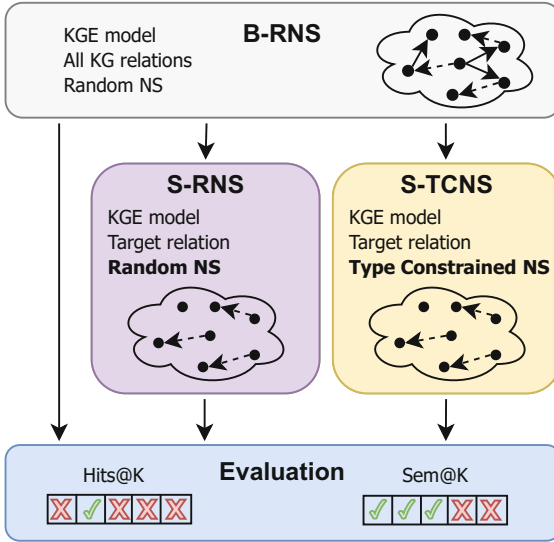 B-RNS
KGE model
All KG relations
Random NS
S-RNS
KGE model
Target relation
Random NS
S-TCNS
KGE model
Target relation
Type Constrained NS
Evaluation
Hits@K
Sem@K